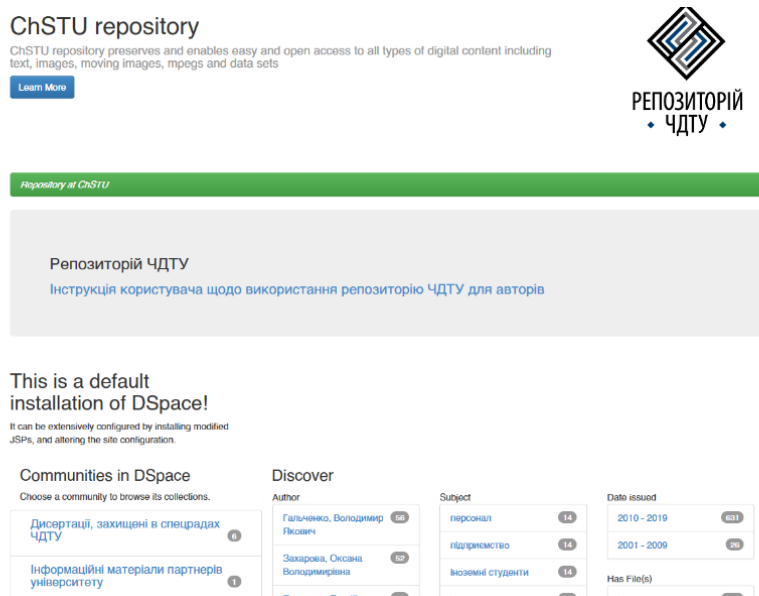 ChSTU repository
ChSTU repository preserves and enables easy and open access to all types of digital content including
text, images, moving images, mpegs and data sets
Learn More
РЕПОЗИТОРІЙ
ЧДТУ
Repository at ChSTU
Репозиторій ЧДТУ
Інструкція користувача щодо використання репозиторію ЧДТУ для авторів
This is a default
installation of DSpace!
It can be extensively configured by installing modified
JSPs, and altering the site configuration.
Communities in DSpace
Choose a community to browse its collections.
Дисертації, захищені в спецрадах
ЧДТУ 6
Інформаційні матеріали партнерів
університету 1
Discover
Author
Гальченко, Володимир 56
Якович
Захарова, Оксана 52
Володимирівна
Subject
персонал 14
підприємство 14
іноземні студенти 14
Date issued
2010 - 2019 631
2001 - 2009 26
Has File(s)